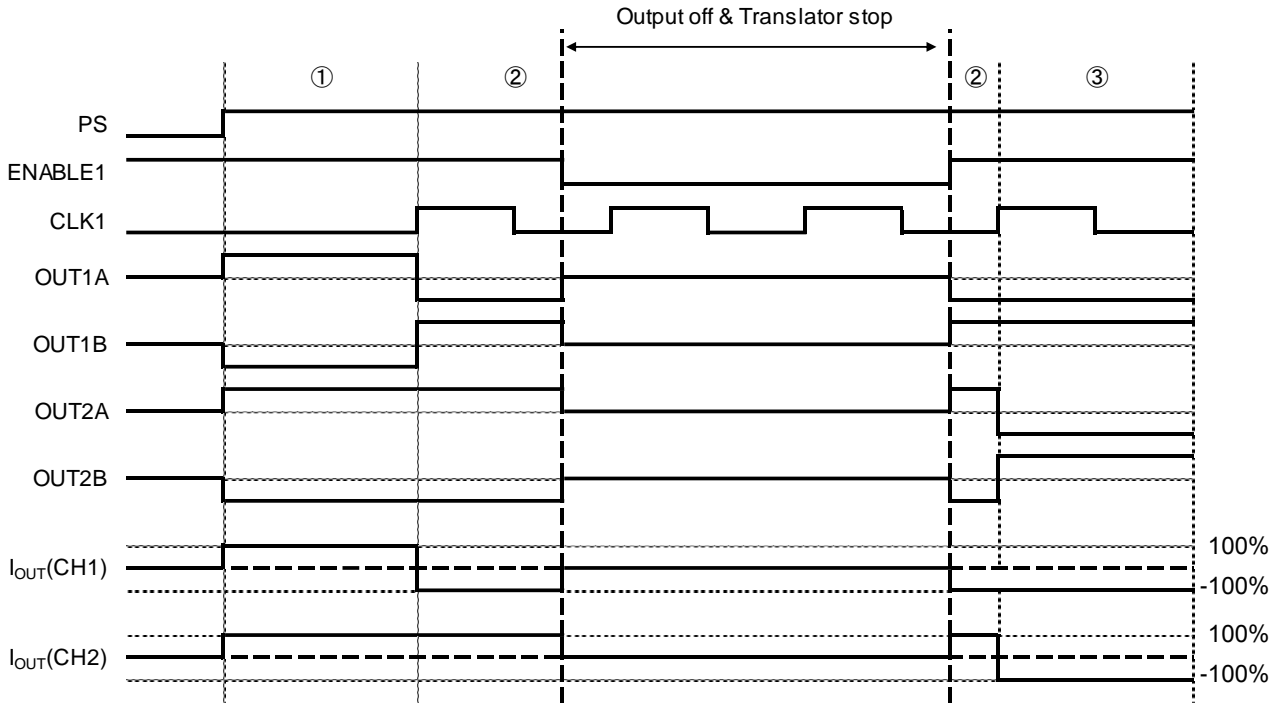 Output off & Translator stop
① ② ② ③
PS
ENABLE1
CLK1
OUT1A
OUT1B
OUT2A
OUT2B
100%
IOUT(CH1)
-100%
100%
IOUT(CH2)
-100%